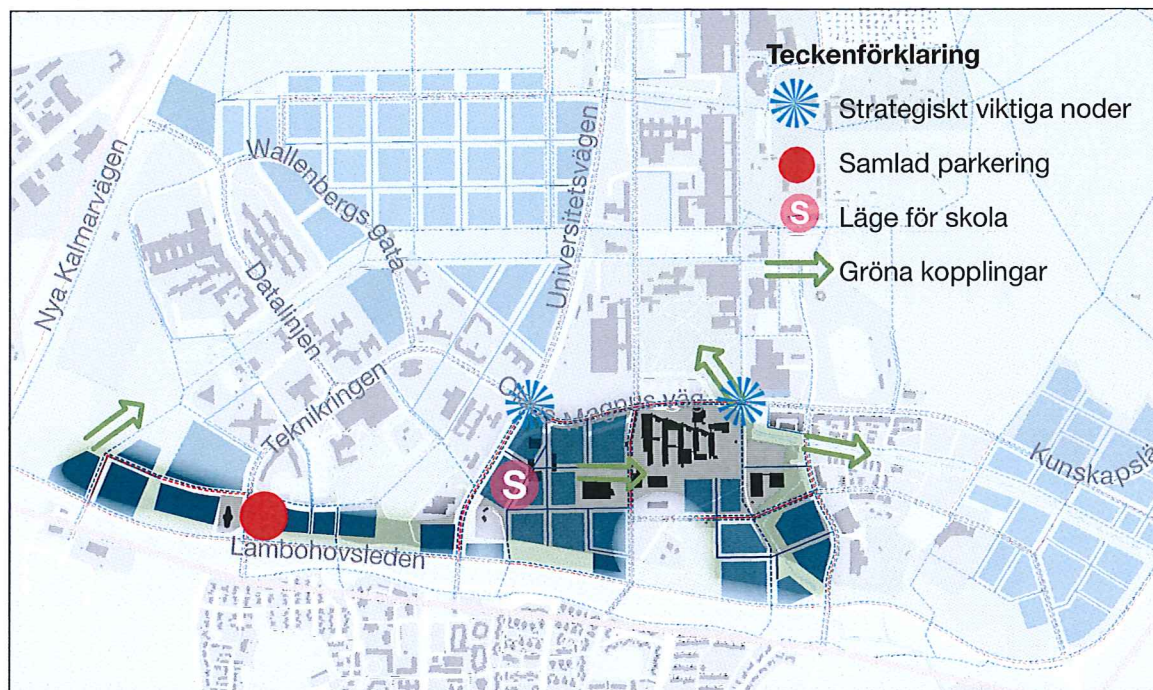 Teckenförklaring
Strategiskt viktiga noder
Samlad parkering
S
Läge för skola
Gröna kopplingar
Nya Kalmarvägen
Wallenbergs gata
Universitetsvägen
Datalinjen
Teknikringen
Magnus väg
S
Kunskapslä
Lambohovsleden